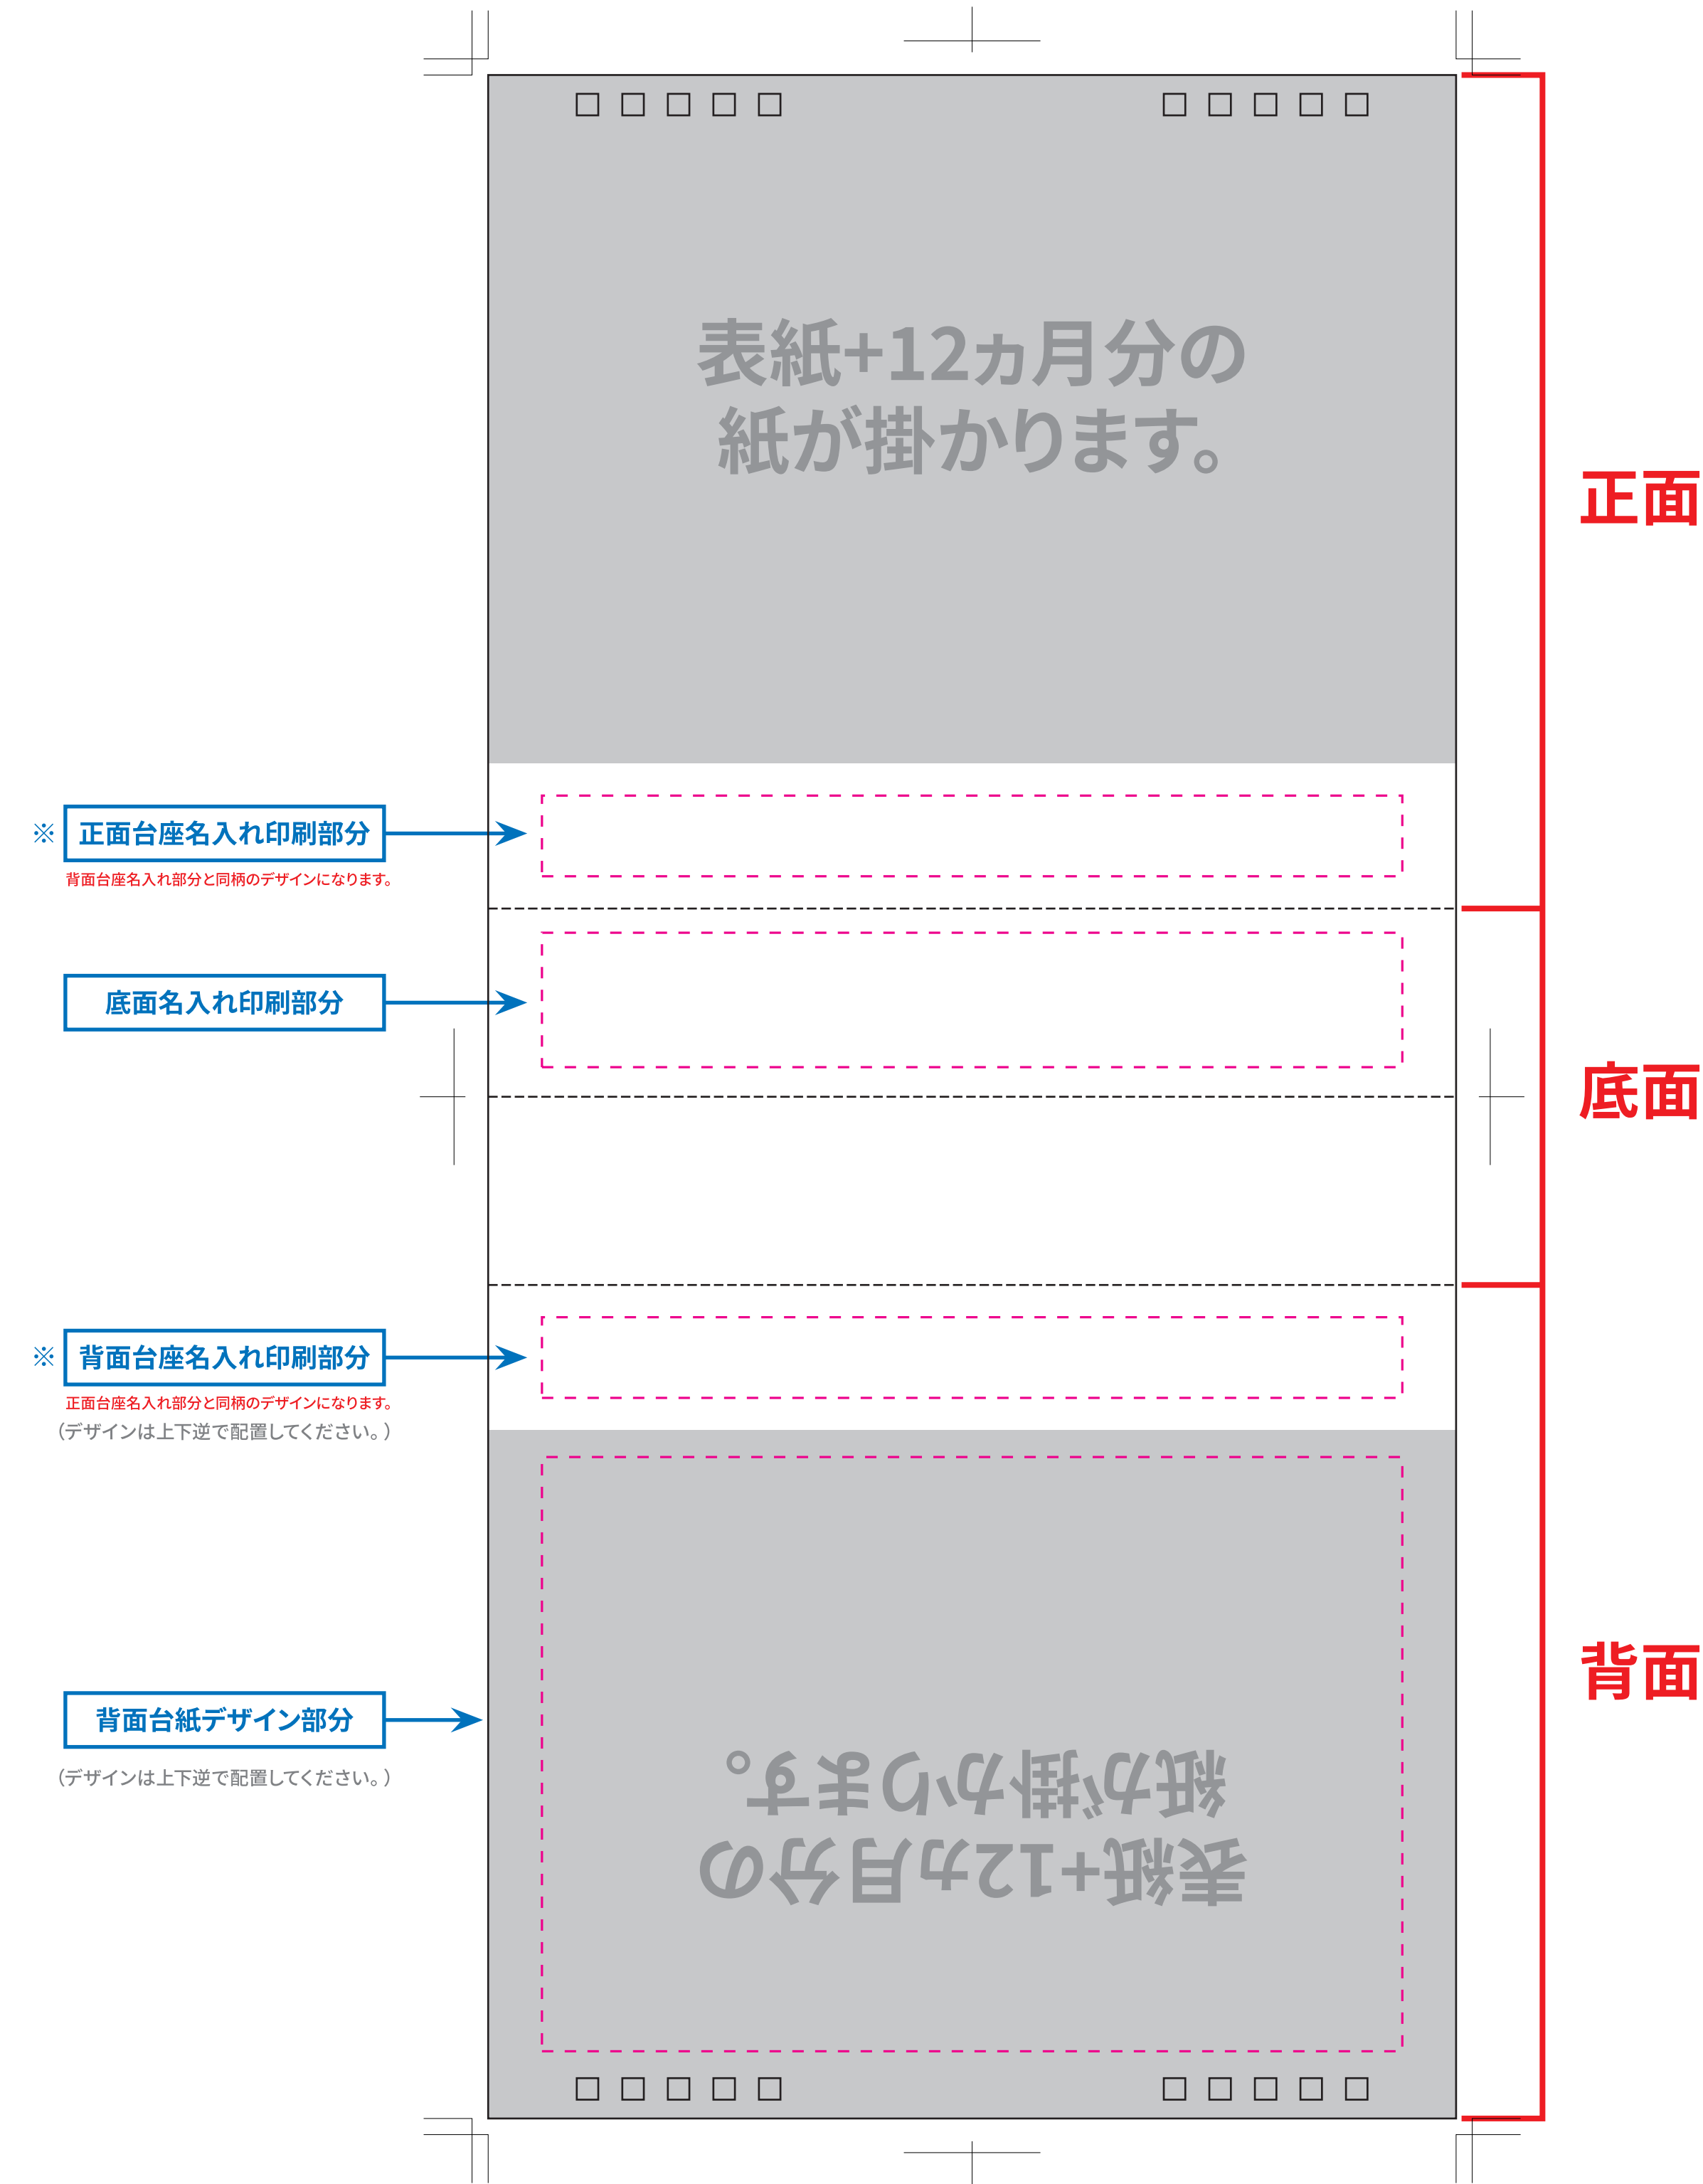 表紙+12ヵ月分の
紙が掛かります。
正面
※ 正面台座名入れ印刷部分
背面台座名入れ部分と同柄のデザインになります。
底面名入れ印刷部分
底面
※ 背面台座名入れ印刷部分
正面台座名入れ部分と同柄のデザインになります。
（デザインは上下逆で配置してください。）
背面
背面台紙デザイン部分
（デザインは上下逆で配置してください。）
表紙+12ヵ月分の
紙が掛かります。